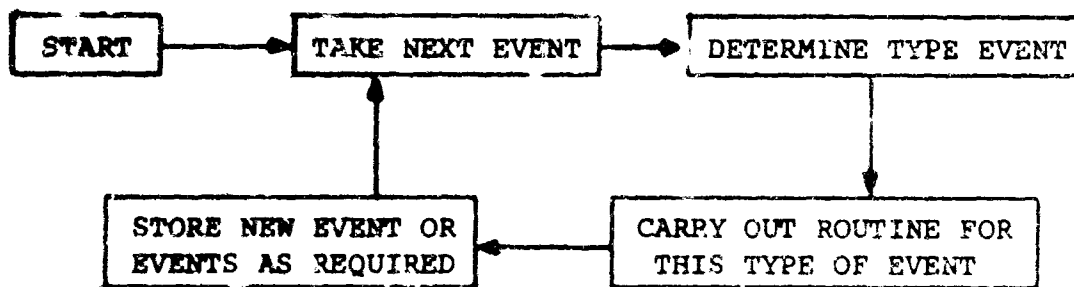 START
TAKE NEXT EVENT
DETERMINE TYPE EVENT
STORE NEW EVENT OR
EVENTS AS REQUIRED
CARRY OUT ROUTINE FOR
THIS TYPE OF EVENT